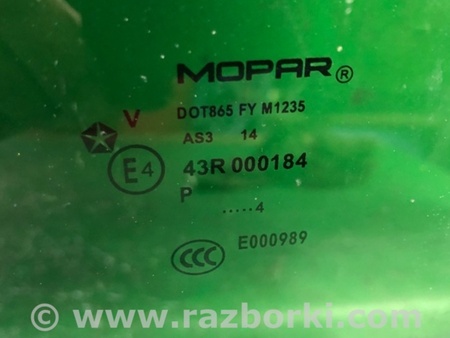 MOPAR®
V
DOT865 FY M1235
AS3 14
E4
43R 000184
P
.....4
CCC
E000989
© www.razborki.com